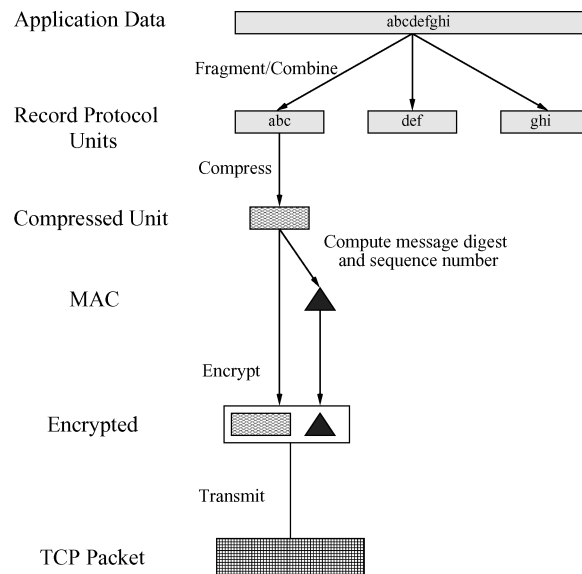 Application Data
abcdefghi
Fragment/Combine
Record Protocol
Units
abc
def
ghi
Compress
Compressed Unit
Compute message digest
and sequence number
MAC
Encrypt
Encrypted
Transmit
TCP Packet